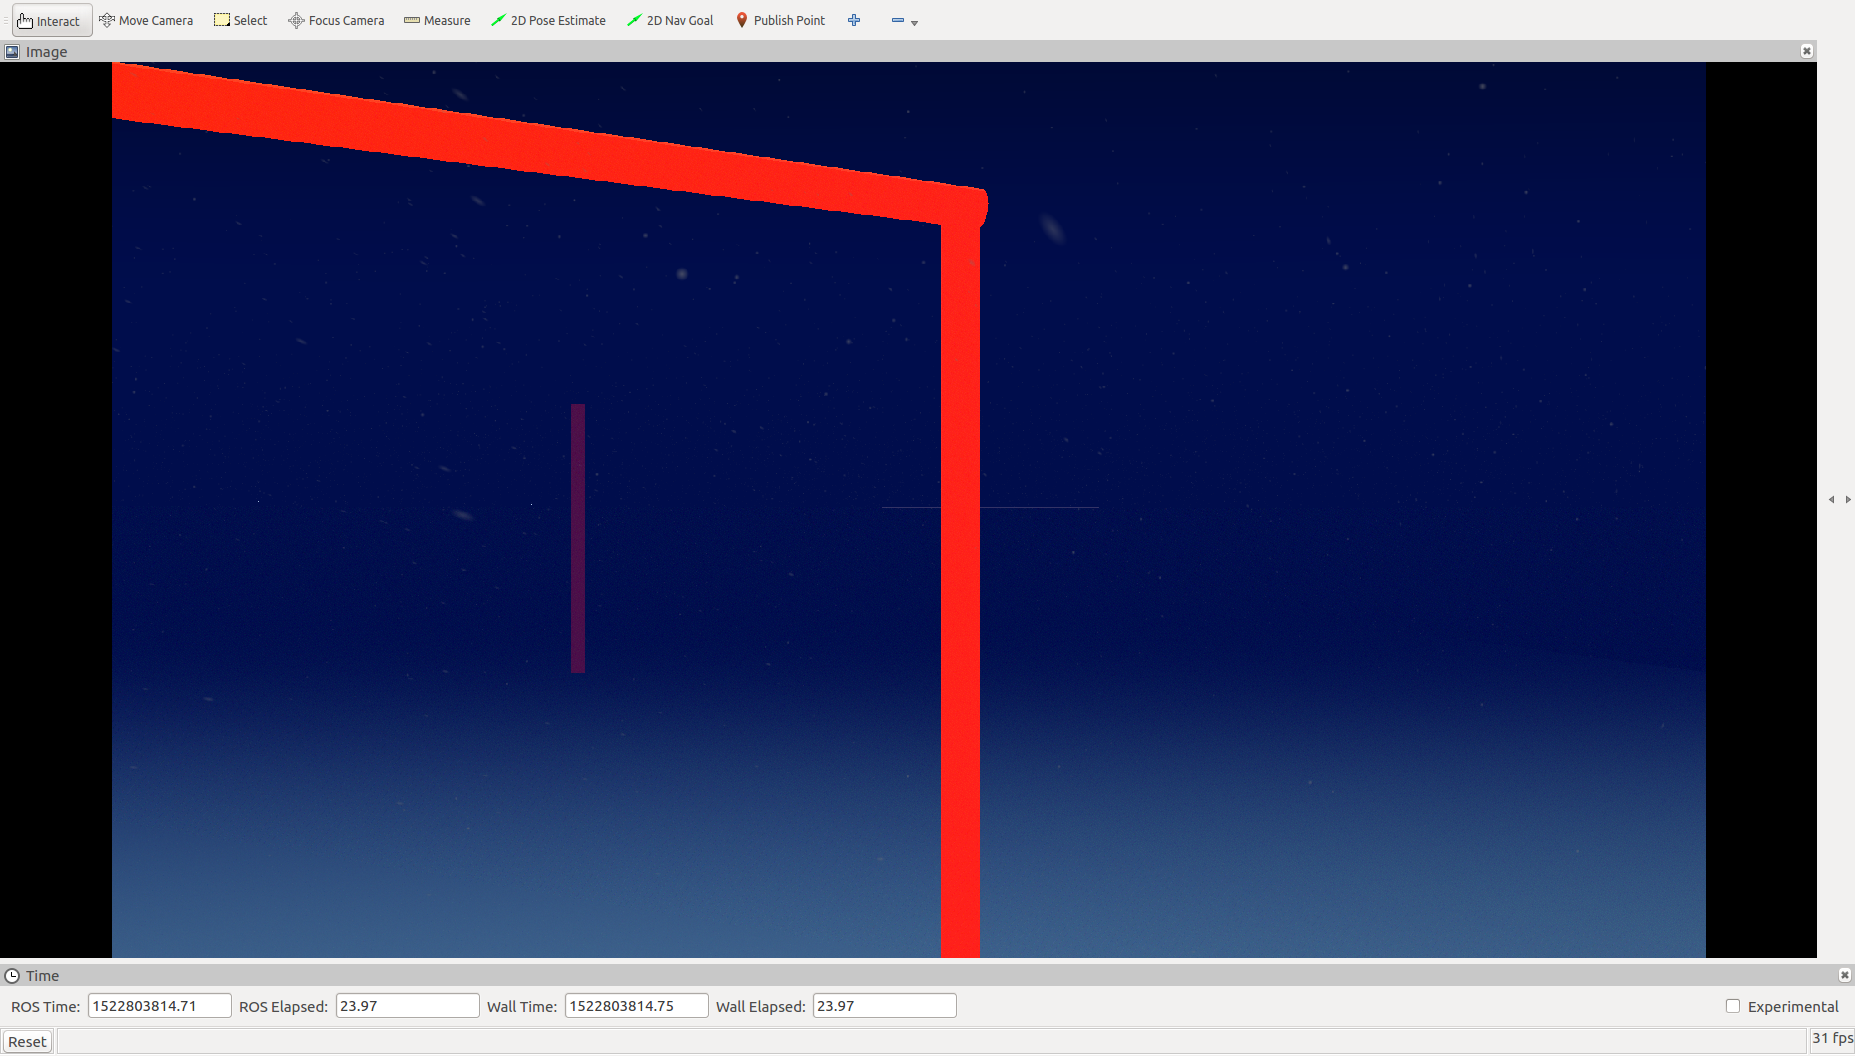 Interact Move Camera Select Focus Camera Measure 2D Pose Estimate 2D Nav Goal Publish Point
Image
Time
ROS Time: 1522803814.71 ROS Elapsed: 23.97 Wall Time: 1522803814.75 Wall Elapsed: 23.97 Experimental
Reset 31 fps